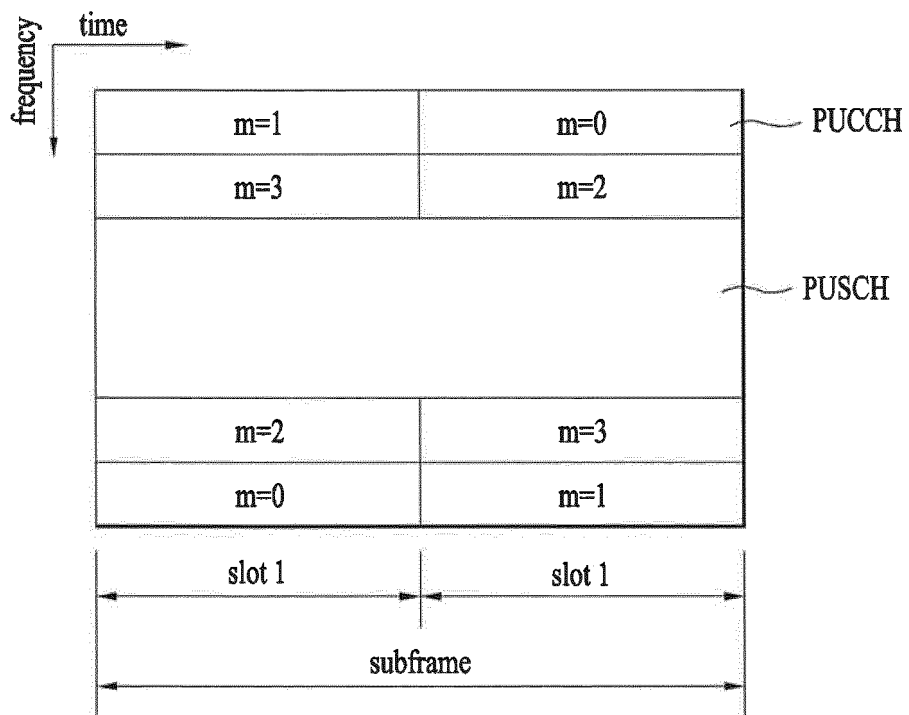 time
frequency
m=1 m=0 PUCCH
m=3 m=2
PUSCH
m=2 m=3
m=0 m=1
slot 1 slot 1
subframe